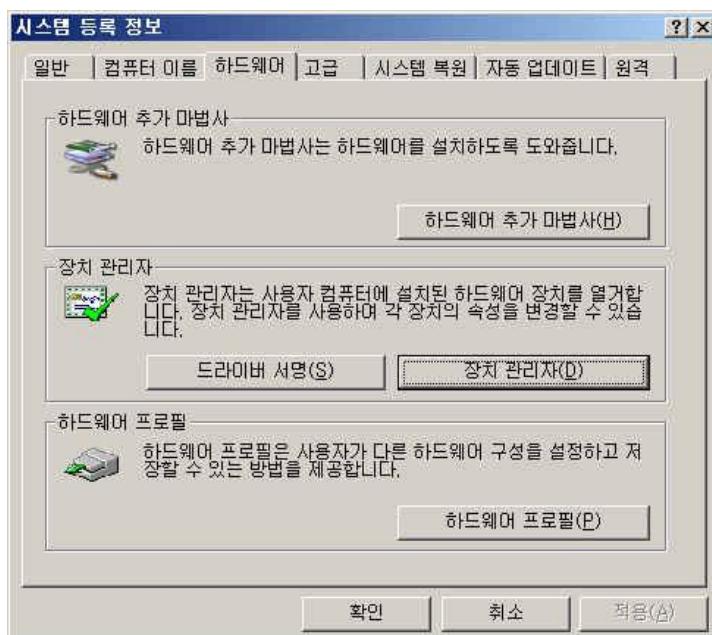 시스템 등록 정보
일반 컴퓨터 이름 하드웨어 고급 시스템 복원 자동 업데이트 원격
하드웨어 추가 마법사
하드웨어 추가 마법사는 하드웨어를 설치하도록 도와줍니다.
하드웨어 추가 마법사(H)
장치 관리자
장치 관리자는 사용자 컴퓨터에 설치된 하드웨어 장치를 열거합
니다. 장치 관리자를 사용하여 각 장치의 속성을 변경할 수 있습
니다.
드라이버 서명(S) 장치 관리자(D)
하드웨어 프로필
하드웨어 프로필은 사용자가 다른 하드웨어 구성을 설정하고 저
장할 수 있는 방법을 제공합니다.
하드웨어 프로필(P)
확인 취소 적용(A)